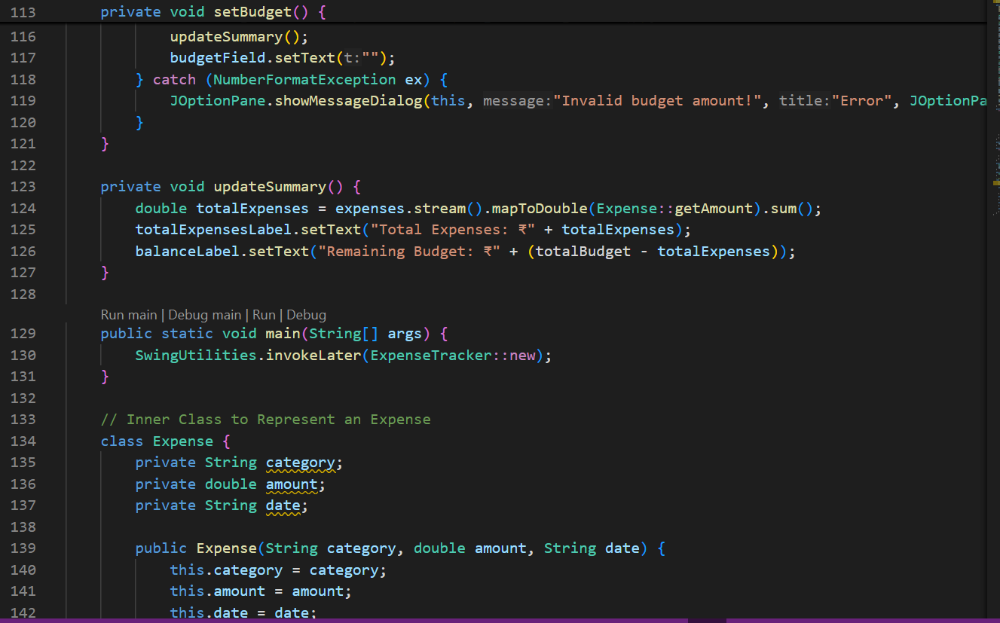 113 private void setBudget() {
116 updateSummary();
117 budgetField.setText(t:"");
118 } catch (NumberFormatException ex) {
119 JOptionPane.showMessageDialog(this, message:"Invalid budget amount!", title:"Error", JOptionPa
120 }
121 }
122
123 private void updateSummary() {
124 double totalExpenses = expenses.stream().mapToDouble(Expense::getAmount).sum();
125 totalExpensesLabel.setText("Total Expenses: ₹" + totalExpenses);
126 balanceLabel.setText("Remaining Budget: ₹" + (totalBudget - totalExpenses));
127 }
128
Run main | Debug main | Run | Debug
129 public static void main(String[] args) {
130 SwingUtilities.invokeLater(ExpenseTracker::new);
131 }
132
133 // Inner Class to Represent an Expense
134 class Expense {
135 private String category;
136 private double amount;
137 private String date;
138
139 public Expense(String category, double amount, String date) {
140 this.category = category;
141 this.amount = amount;
142 this.date = date;